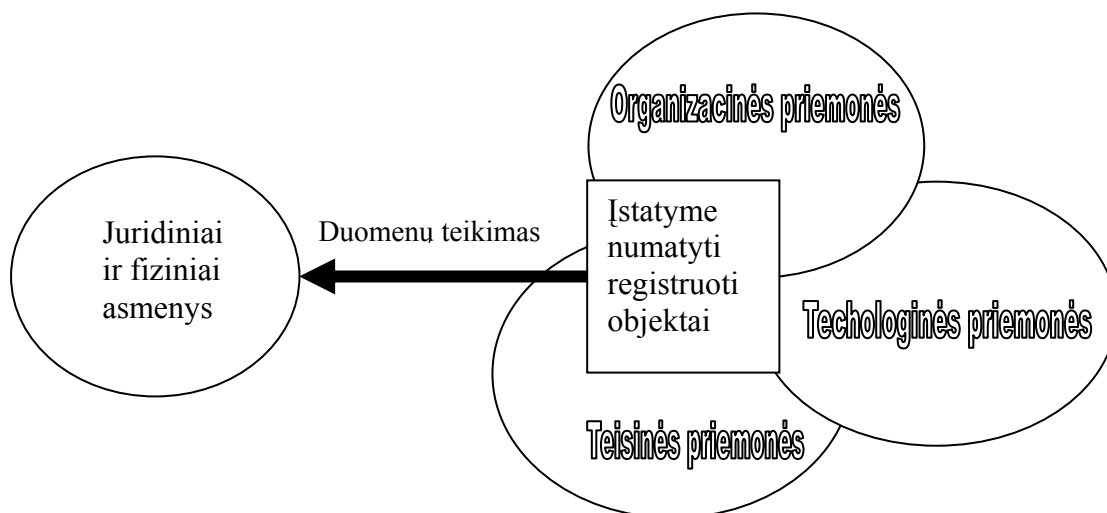 Organizacinės priemonės
Juridiniai
ir fiziniai
asmenys
Duomenų teikimas
Įstatyme
numatyti
registruoti
objektai
Techologinės priemonės
Teisinės priemonės